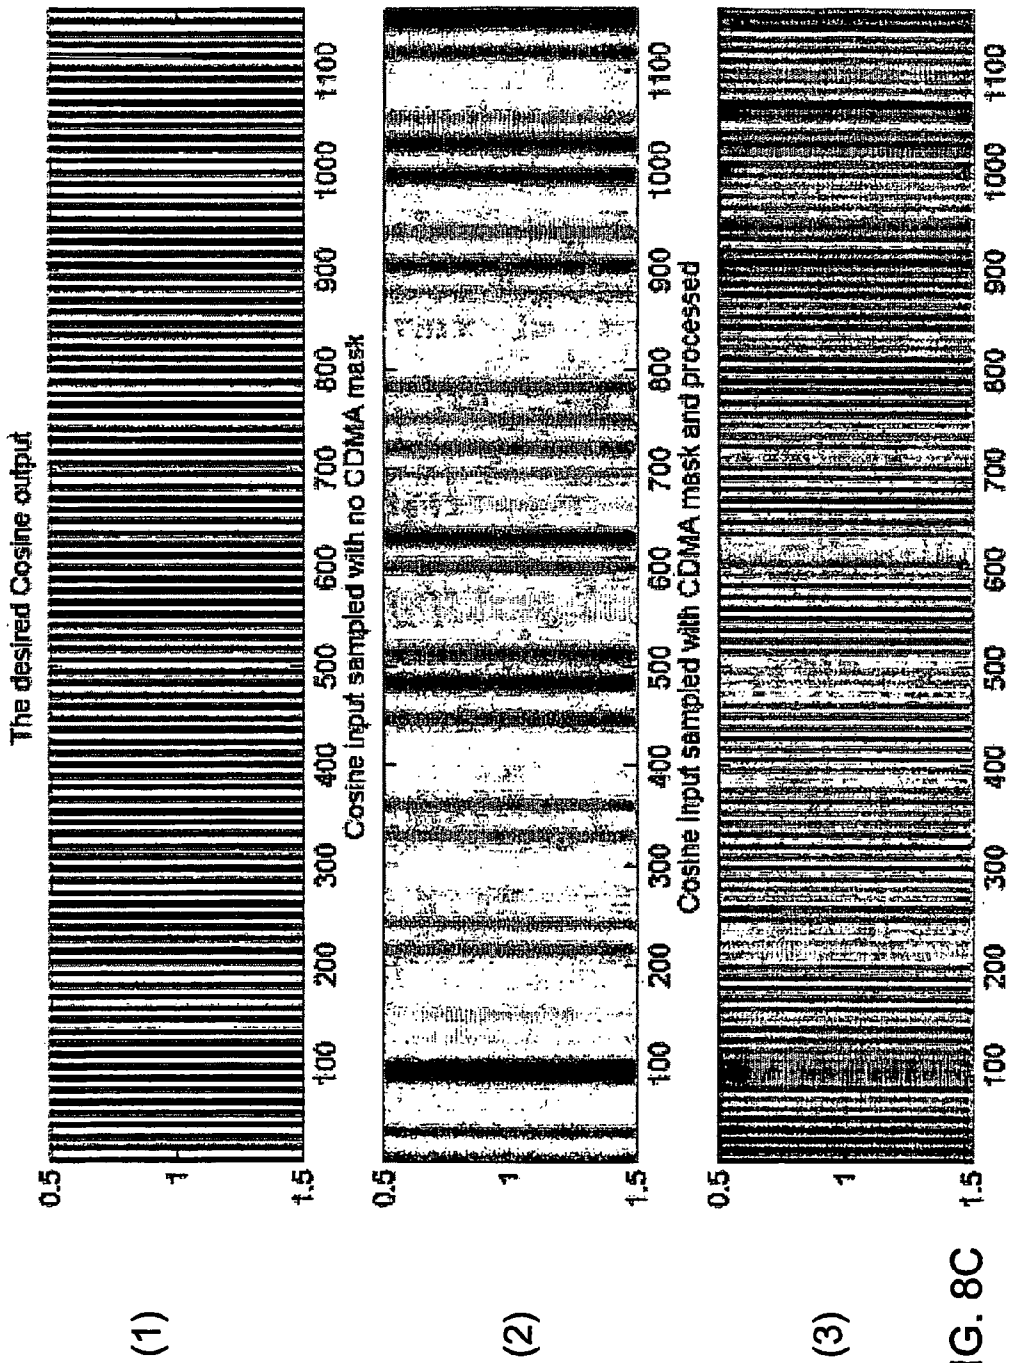 (1)
The desired Cosine output
0.5
1
1.5
100 200 300 400 500 600 700 800 900 1000 1100
(2)
Cosine input sampled with no CDMA mask
0.5
1
1.5
100 200 300 400 500 600 700 800 900 1000 1100
(3)
Cosine input sampled with CDMA mask and processed
0.5
1
1.5
100 200 300 400 500 600 700 800 900 1000 1100
IG. 8C